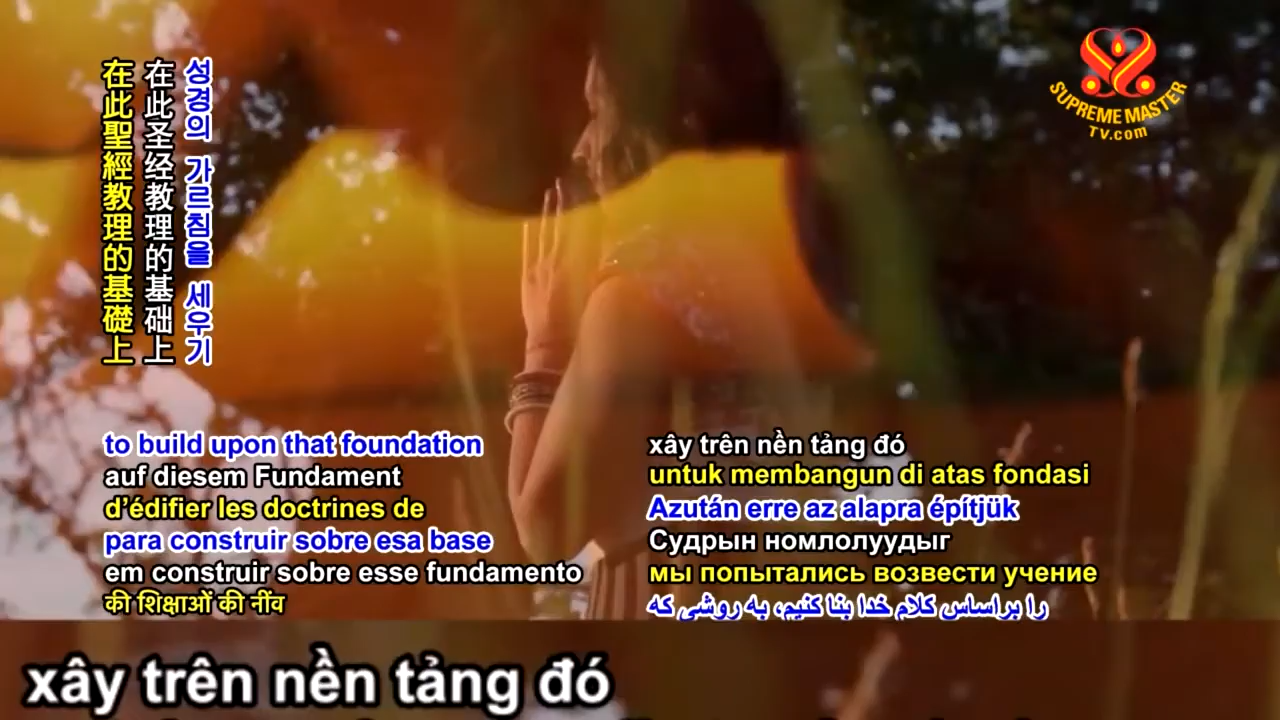 在此聖經教理的基礎上
在此圣经教理的基础上
성경의 가르침을 세우기
SUPREME MASTER
TV.com
to build upon that foundation
auf diesem Fundament
d’édifier les doctrines de
para construir sobre esa base
em construir sobre esse fundamento
की शिक्षाओं की नींव
xây trên nền tảng đó
untuk membangun di atas fondasi
Azután erre az alapra építjük
Судрын номлолуудыг
мы попытались возвести учение
را براساس کلام خدا بنا کنیم، به روشی که
xây trên nền tảng đó